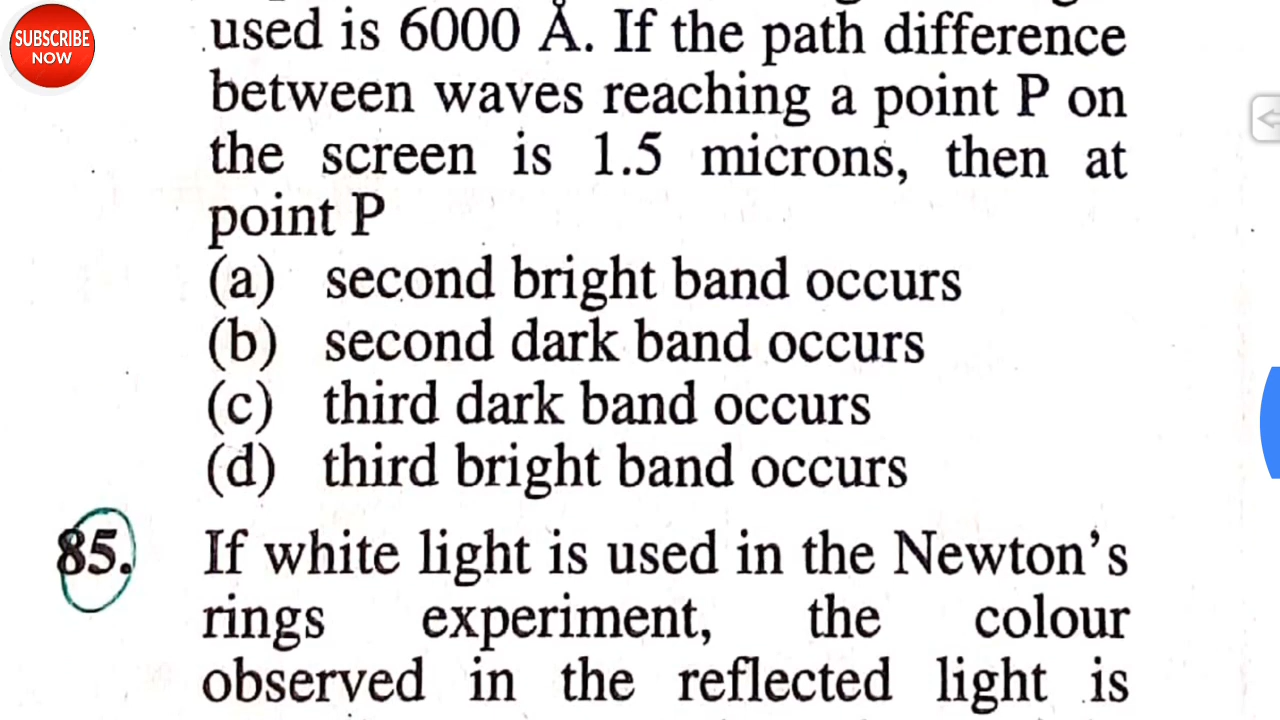 SUBSCRIBE
NOW
used is 6000 Å. If the path difference
between waves reaching a point P on
the screen is 1.5 microns, then at
point P
(a) second bright band occurs
(b) second dark band occurs
(c) third dark band occurs
(d) third bright band occurs
85. If white light is used in the Newton's
rings experiment, the colour
observed in the reflected light is